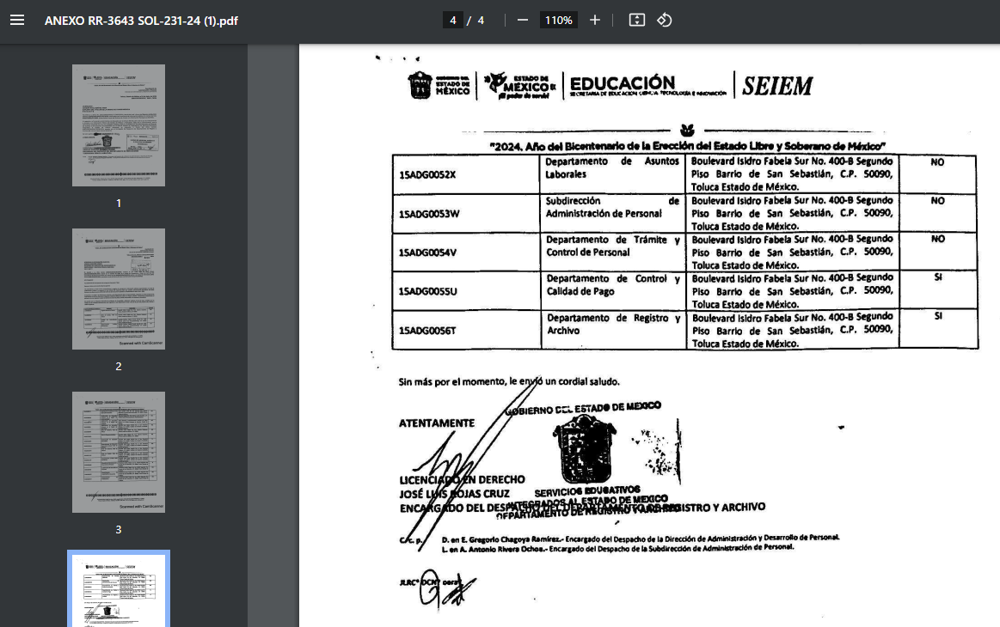 ANEXO RR-3643 SOL-231-24 (1).pdf
4 / 4
110%
1
2
Scanned with CamScanner
3
Scanned with CamScanner
GOBIERNO DEL
ESTADO DE
MÉXICO
ESTADO DE
MÉXICO
¡El poder de servir!
EDUCACIÓN
SECRETARÍA DE EDUCACIÓN, CIENCIA, TECNOLOGÍA E INNOVACIÓN
SEIEM
"2024. Año del Bicentenario de la Erección del Estado Libre y Soberano de México"
15ADG0052X
Departamento de Asuntos
Laborales
Boulevard Isidro Fabela Sur No. 400-B Segundo
Piso Barrio de San Sebastián, C.P. 50090,
Toluca Estado de México.
NO
15ADG0053W
Subdirección de
Administración de Personal
Boulevard Isidro Fabela Sur No. 400-B Segundo
Piso Barrio de San Sebastián, C.P. 50090,
Toluca Estado de México.
NO
15ADG0054V
Departamento de Trámite y
Control de Personal
Boulevard Isidro Fabela Sur No. 400-B Segundo
Piso Barrio de San Sebastián, C.P. 50090,
Toluca Estado de México.
NO
15ADG0055U
Departamento de Control y
Calidad de Pago
Boulevard Isidro Fabela Sur No. 400-B Segundo
Piso Barrio de San Sebastián, C.P. 50090,
Toluca Estado de México.
SI
15ADG0056T
Departamento de Registro y
Archivo
Boulevard Isidro Fabela Sur No. 400-B Segundo
Piso Barrio de San Sebastián, C.P. 50090,
Toluca Estado de México.
SI
Sin más por el momento, le envío un cordial saludo.
GOBIERNO DEL ESTADO DE MEXICO
ATENTAMENTE
LICENCIADO EN DERECHO
JOSÉ LUIS ROJAS CRUZ
SERVICIOS EDUCATIVOS
INTEGRADOS AL ESTADO DE MEXICO
ENCARGADO DEL DESPACHO DEL DEPARTAMENTO DE REGISTRO Y ARCHIVO
DEPARTAMENTO DE REGISTRO Y ARCHIVO
C/c. p. D. en E. Gregorio Chagoya Ramírez.- Encargado del Despacho de la Dirección de Administración y Desarrollo de Personal.
L. en A. Antonio Rivera Ochoa.- Encargado del Despacho de la Subdirección de Administración de Personal.